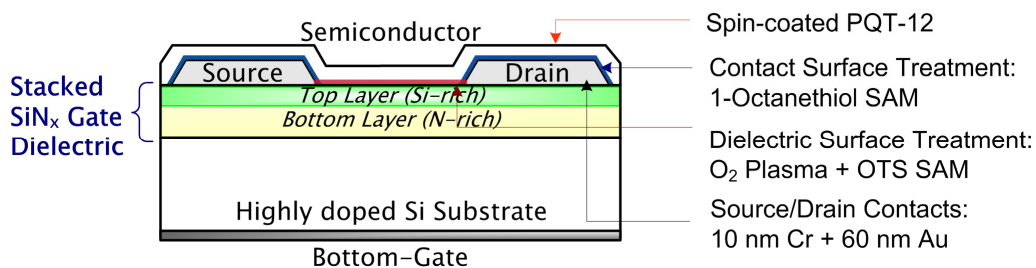 Semiconductor
Source
Drain
Stacked
SiNₓ Gate
Dielectric
Top Layer (Si-rich)
Bottom Layer (N-rich)
Highly doped Si Substrate
Bottom-Gate
Spin-coated PQT-12
Contact Surface Treatment:
1-Octanethiol SAM
Dielectric Surface Treatment:
O₂ Plasma + OTS SAM
Source/Drain Contacts:
10 nm Cr + 60 nm Au